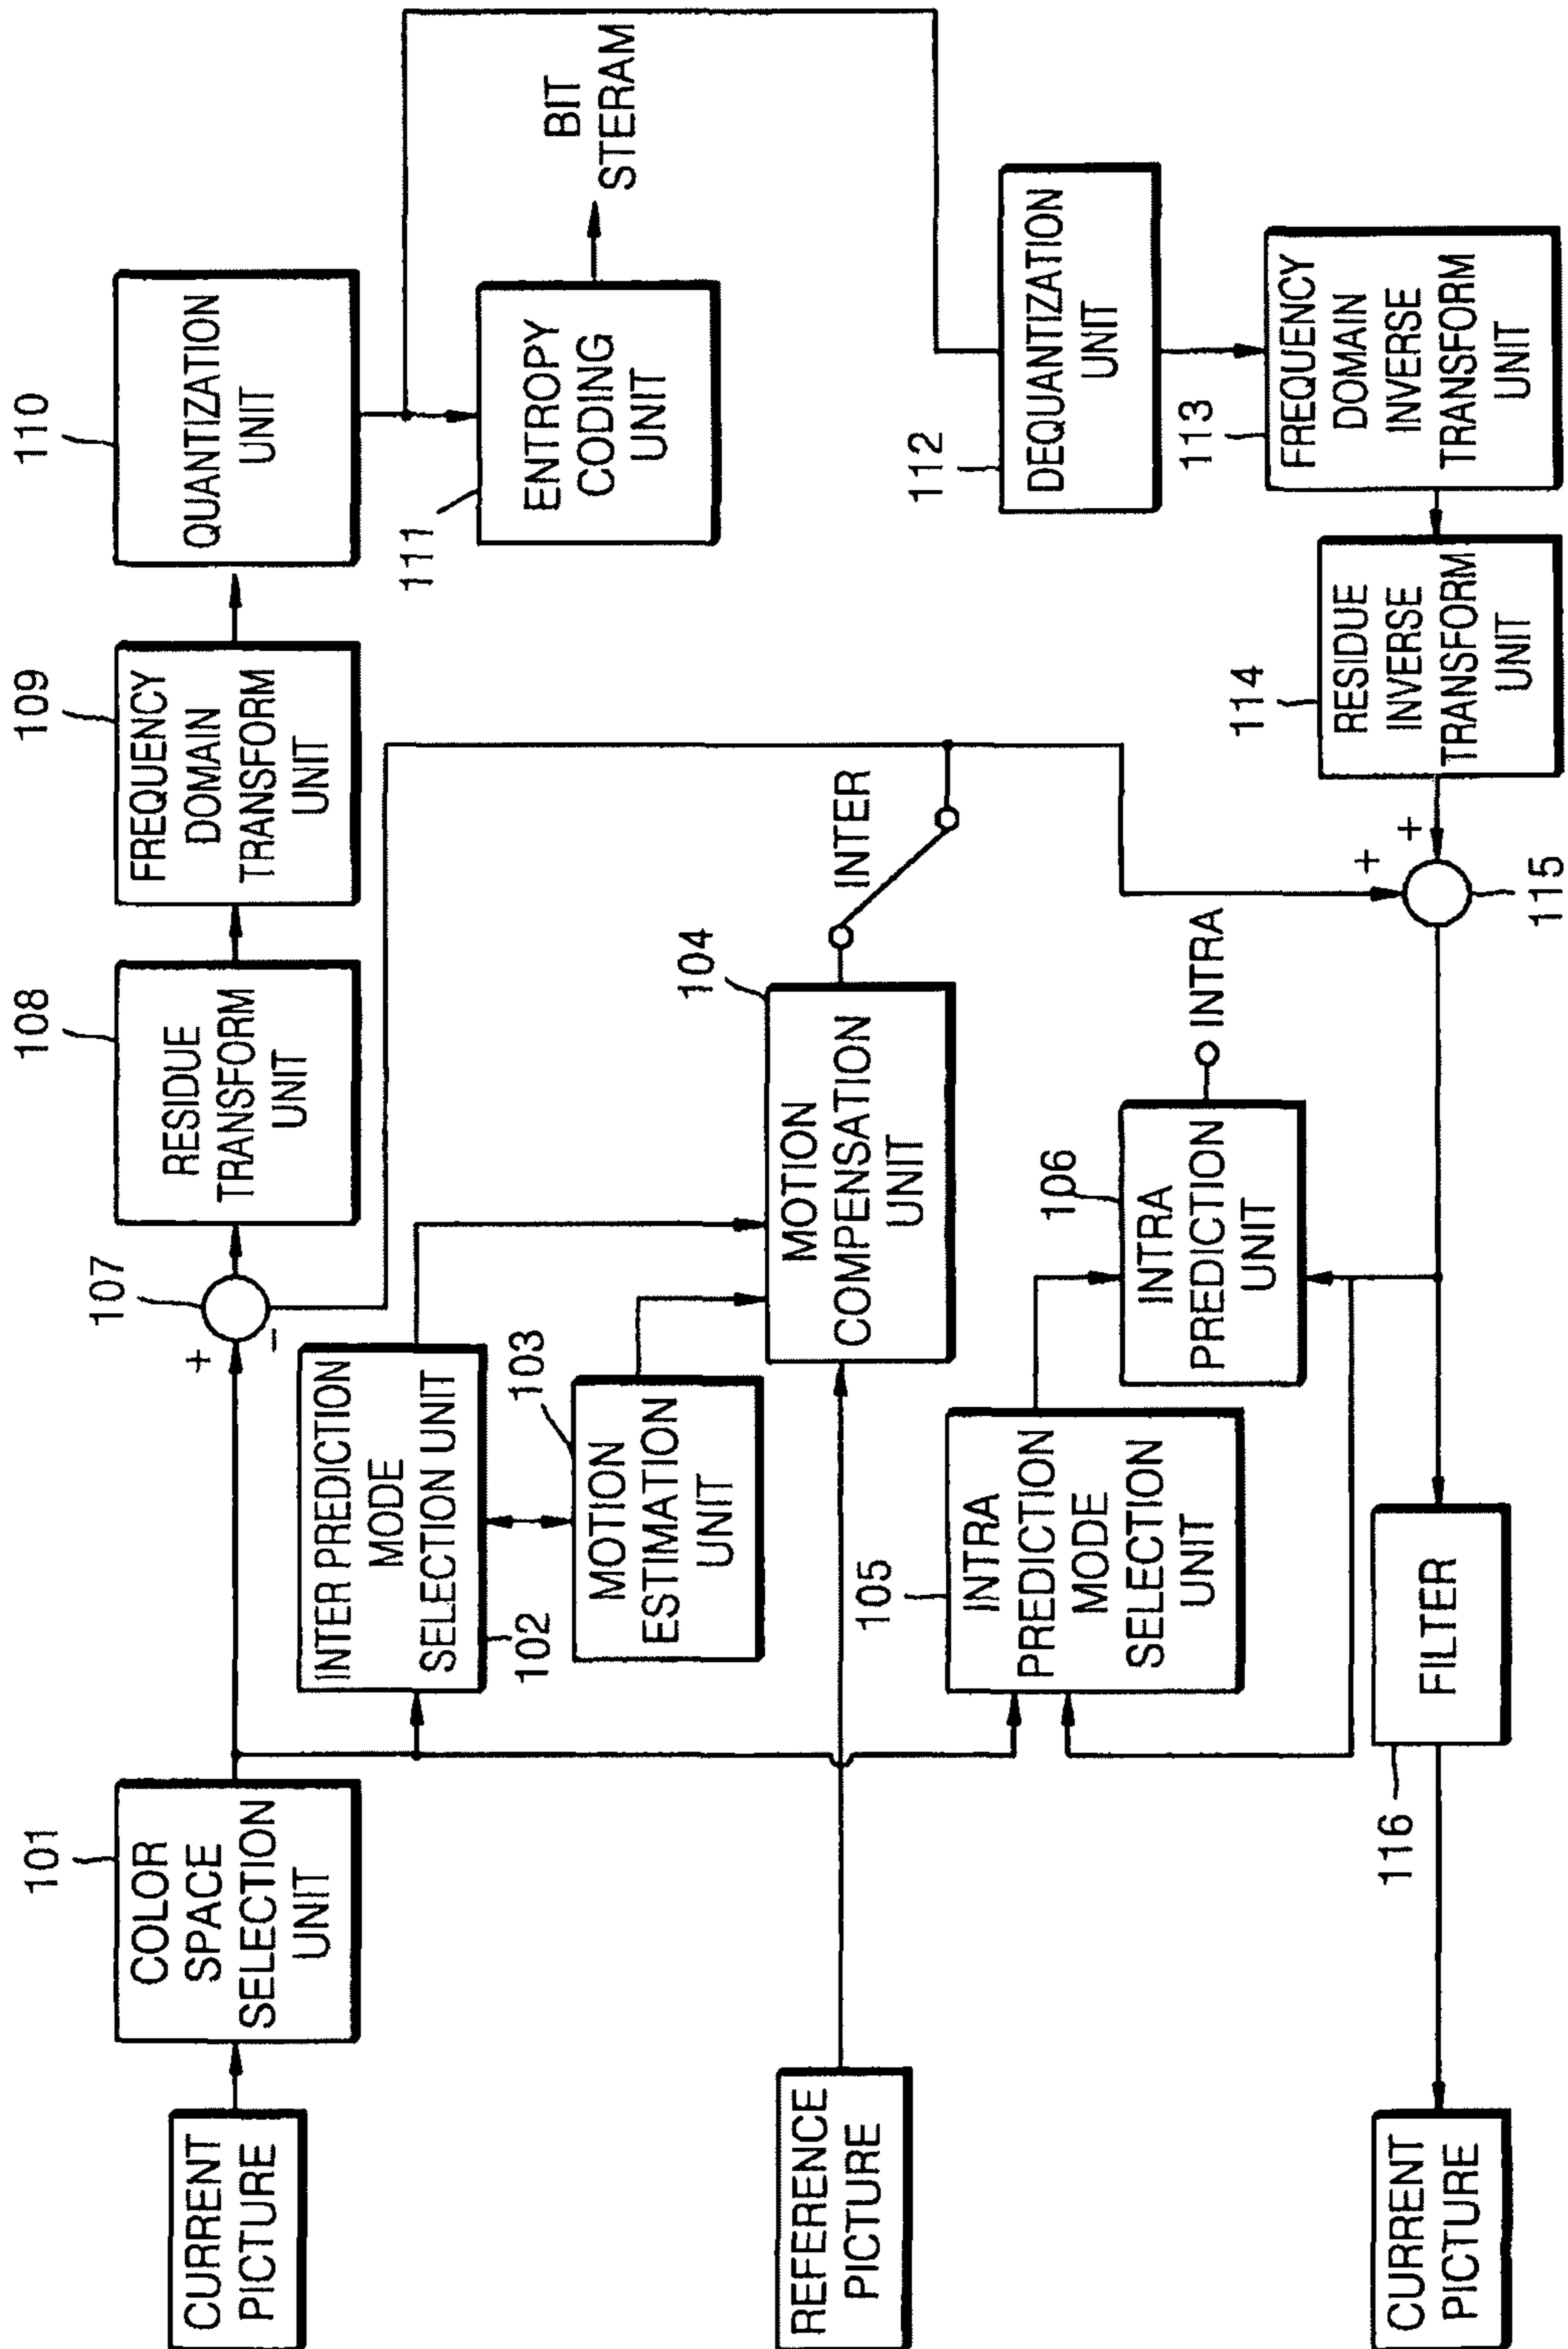 CURRENT
PICTURE
101
COLOR
SPACE
SELECTION
UNIT
107
+
–
108
RESIDUE
TRANSFORM
UNIT
109
FREQUENCY
DOMAIN
TRANSFORM
UNIT
110
QUANTIZATION
UNIT
111
ENTROPY
CODING
UNIT
BIT
STERAM
INTER PREDICTION
MODE
SELECTION UNIT
102
103
MOTION
ESTIMATION
UNIT
REFERENCE
PICTURE
104
MOTION
COMPENSATION
UNIT
INTER
105
INTRA
PREDICTION
MODE
SELECTION
UNIT
106
INTRA
PREDICTION
UNIT
INTRA
112
DEQUANTIZATION
UNIT
113
FREQUENCY
DOMAIN
INVERSE
TRANSFORM
UNIT
114
RESIDUE
INVERSE
TRANSFORM
UNIT
+
+
115
116
FILTER
CURRENT
PICTURE